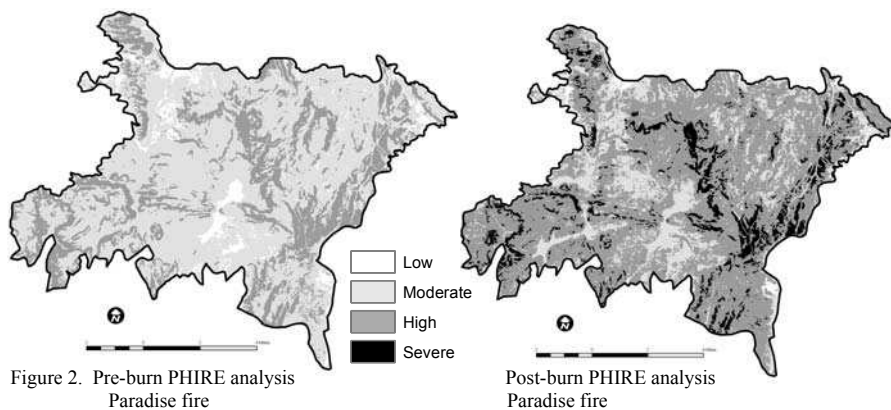 Low
Moderate
High
Severe
Figure 2. Pre-burn PHIRE analysis
Paradise fire
Post-burn PHIRE analysis
Paradise fire